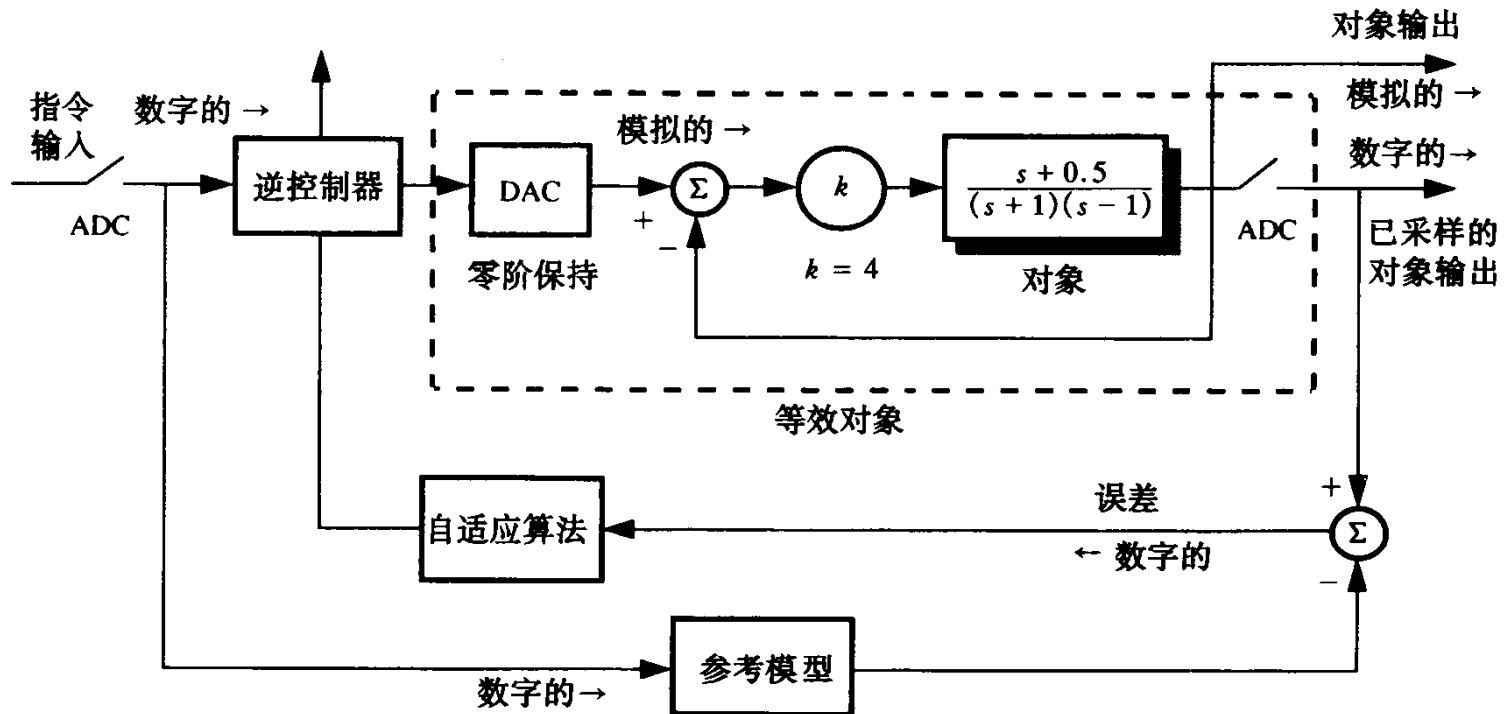 对象输出
模拟的 →
指令
输入
数字的 →
模拟的 →
数字的 →
逆控制器
DAC
Σ
k
s + 0.5
(s + 1)(s − 1)
ADC
ADC
+
−
零阶保持
k = 4
对象
已采样的
对象输出
等效对象
自适应算法
误差
← 数字的
+
Σ
−
数字的 →
参考模型